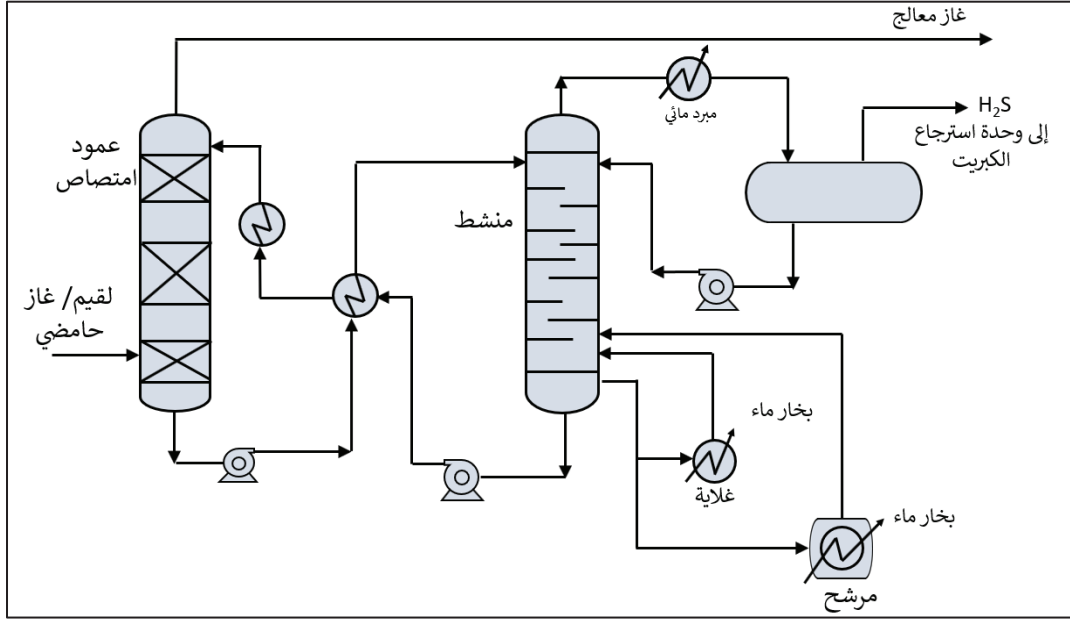 غاز معالج
H₂S
إلى وحدة استرجاع
الكبريت
مبرد مائي
عمود
امتصاص
منشط
لقيم/ غاز
حامضي
بخار ماء
غلاية
بخار ماء
مرشح